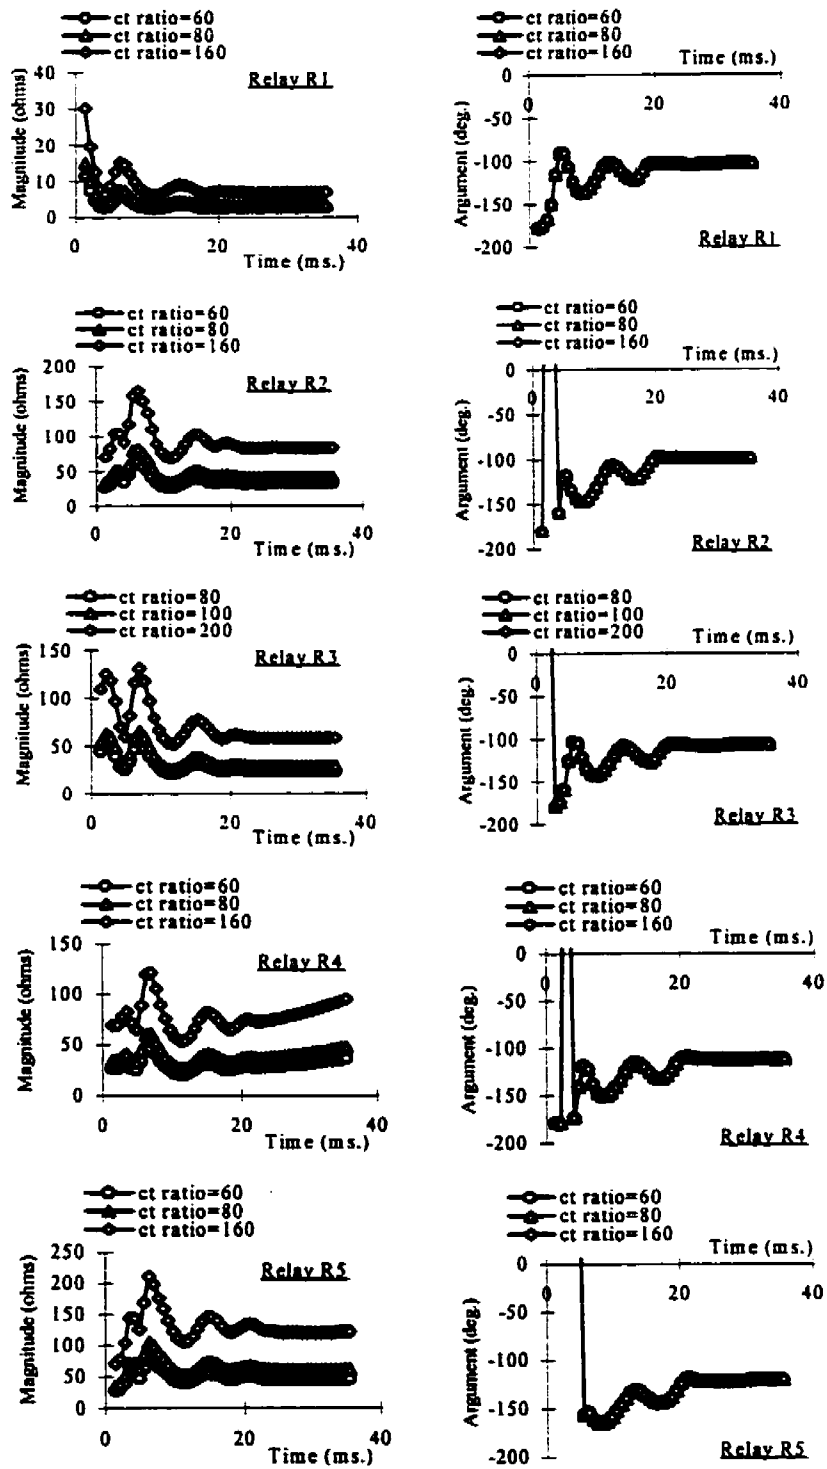 ct ratio=60
ct ratio=80
ct ratio=160
Relay R1
Magnitude (ohms)
40
30
20
10
0
0 20 40
Time (ms.)
ct ratio=60
ct ratio=80
ct ratio=160
Time (ms.)
0 20 40
0
-50
-100
-150
-200
Argument (deg.)
Relay R1
ct ratio=60
ct ratio=80
ct ratio=160
Relay R2
Magnitude (ohms)
200
150
100
50
0
0 20 40
Time (ms.)
ct ratio=60
ct ratio=80
ct ratio=160
Time (ms.)
0 20 40
0
-50
-100
-150
-200
Argument (deg.)
Relay R2
ct ratio=80
ct ratio=100
ct ratio=200
Relay R3
Magnitude (ohms)
150
100
50
0
0 20 40
Time (ms.)
ct ratio=80
ct ratio=100
ct ratio=200
Time (ms.)
0 20 40
0
-50
-100
-150
-200
Argument (deg.)
Relay R3
ct ratio=60
ct ratio=80
ct ratio=160
Relay R4
Magnitude (ohms)
150
100
50
0
0 20 40
Time (ms.)
ct ratio=60
ct ratio=80
ct ratio=160
Time (ms.)
0 20 40
0
-50
-100
-150
-200
Argument (deg.)
Relay R4
ct ratio=60
ct ratio=80
ct ratio=160
Relay R5
Magnitude (ohms)
250
200
150
100
50
0
0 20 40
Time (ms.)
ct ratio=60
ct ratio=80
ct ratio=160
Time (ms.)
0 20 40
0
-50
-100
-150
-200
Argument (deg.)
Relay R5